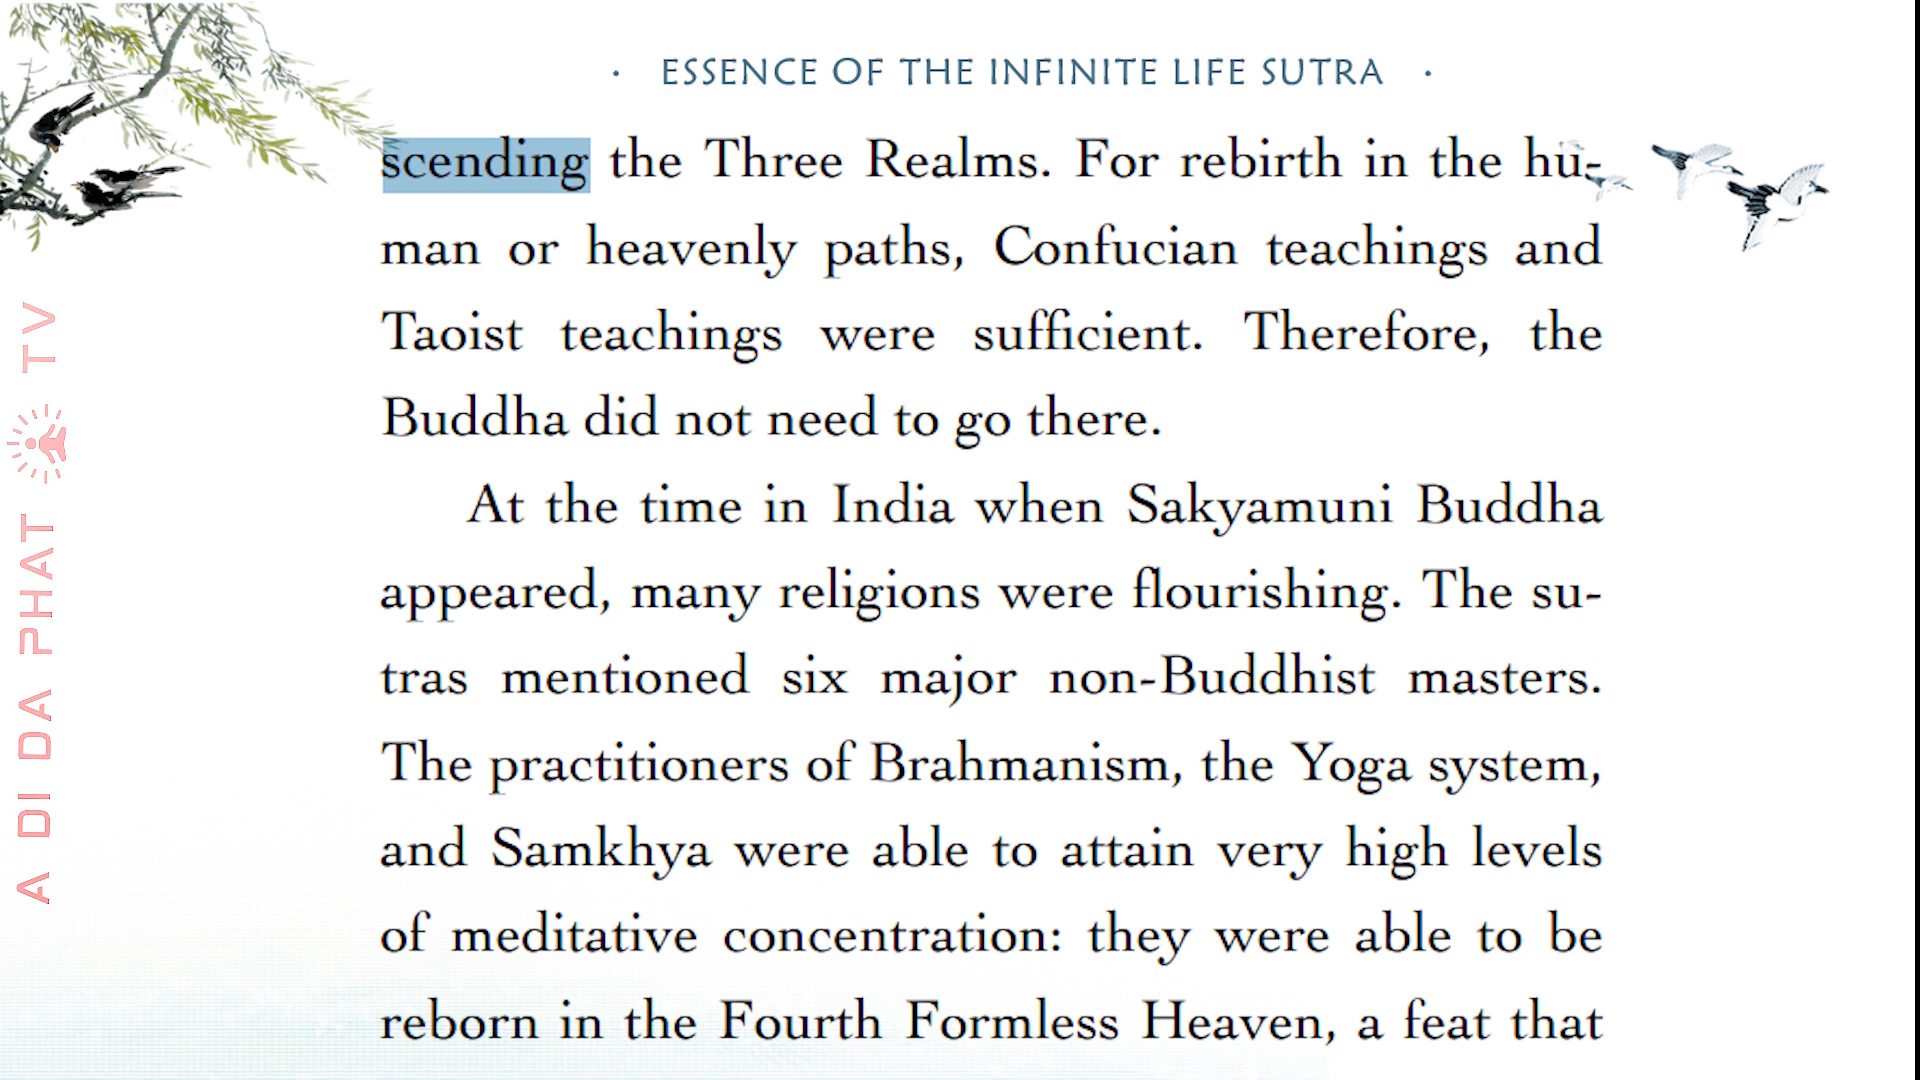 · ESSENCE OF THE INFINITE LIFE SUTRA ·
scending the Three Realms. For rebirth in the hu-
man or heavenly paths, Confucian teachings and
Taoist teachings were sufficient. Therefore, the
Buddha did not need to go there.
At the time in India when Sakyamuni Buddha
appeared, many religions were flourishing. The su-
tras mentioned six major non-Buddhist masters.
The practitioners of Brahmanism, the Yoga system,
and Samkhya were able to attain very high levels
of meditative concentration: they were able to be
reborn in the Fourth Formless Heaven, a feat that
A DI DA PHAT TV